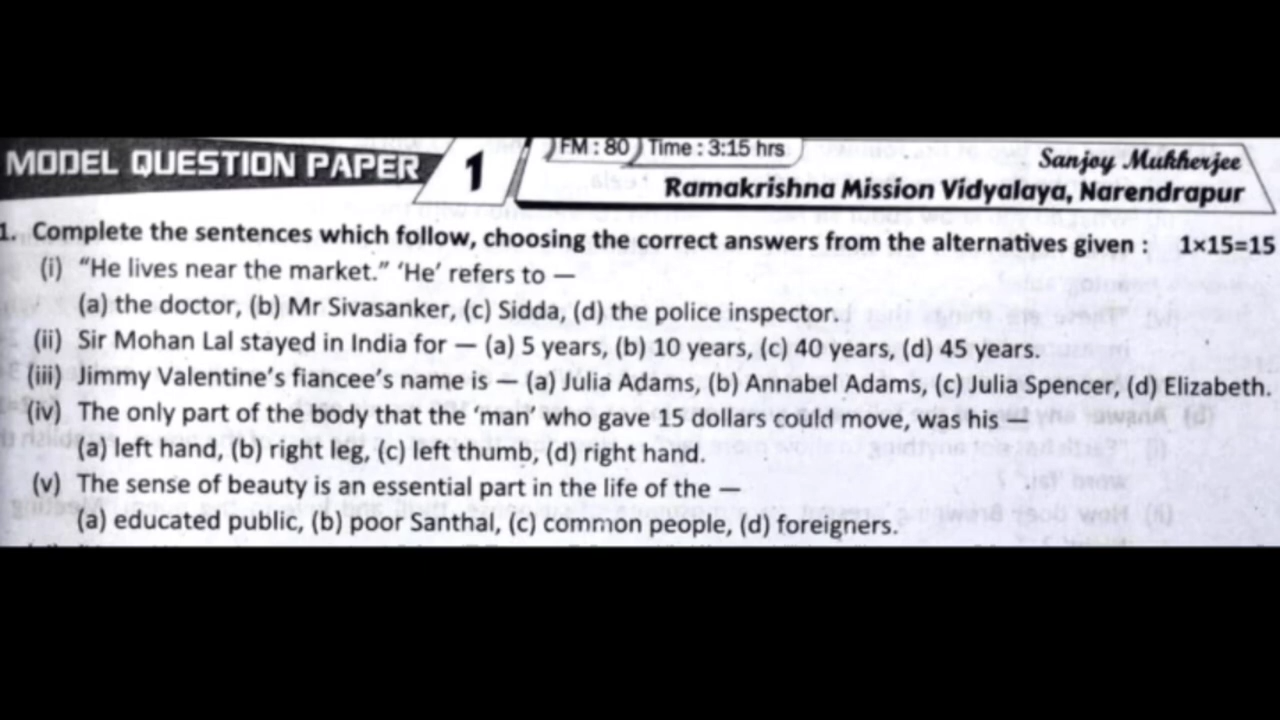 MODEL QUESTION PAPER 1 FM : 80 Time : 3:15 hrs Sanjay Mukherjee
Ramakrishna Mission Vidyalaya, Narendrapur
1. Complete the sentences which follow, choosing the correct answers from the alternatives given : 1×15=15
(i) “He lives near the market.” ‘He’ refers to —
(a) the doctor, (b) Mr Sivasanker, (c) Sidda, (d) the police inspector.
(ii) Sir Mohan Lal stayed in India for — (a) 5 years, (b) 10 years, (c) 40 years, (d) 45 years.
(iii) Jimmy Valentine’s fiancee’s name is — (a) Julia Adams, (b) Annabel Adams, (c) Julia Spencer, (d) Elizabeth.
(iv) The only part of the body that the ‘man’ who gave 15 dollars could move, was his —
(a) left hand, (b) right leg, (c) left thumb, (d) right hand.
(v) The sense of beauty is an essential part in the life of the —
(a) educated public, (b) poor Santhal, (c) common people, (d) foreigners.